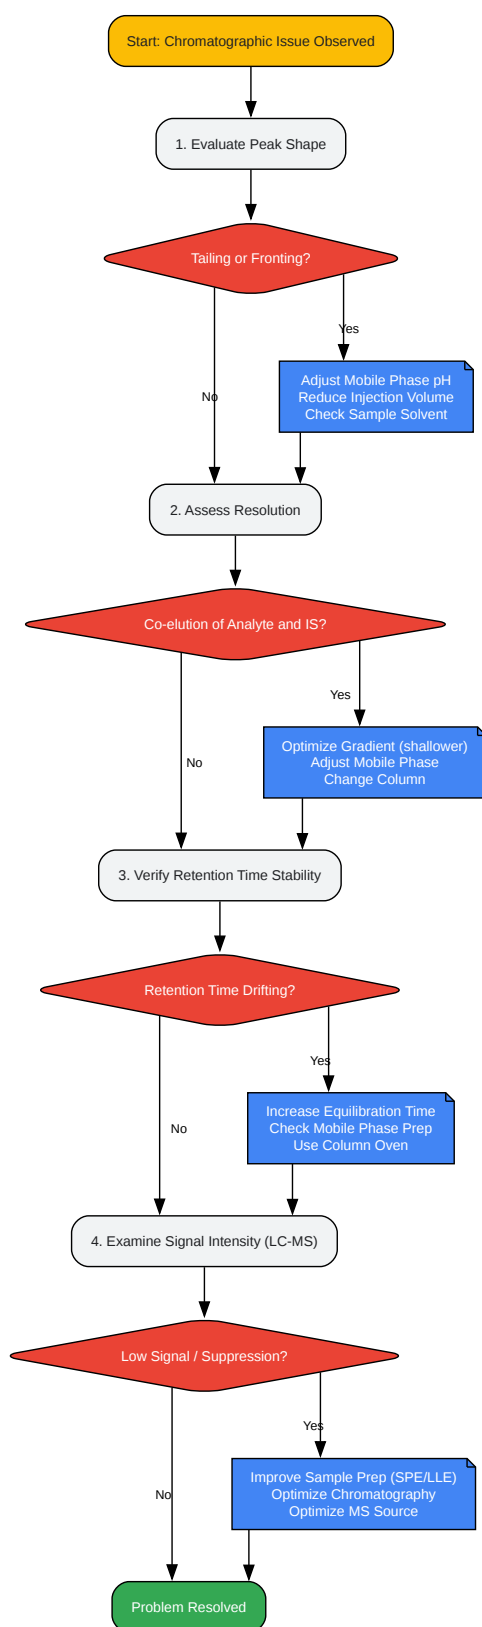 Start: Chromatographic Issue Observed
1. Evaluate Peak Shape
Tailing or Fronting?
Yes
Adjust Mobile Phase pH
Reduce Injection Volume
Check Sample Solvent
No
2. Assess Resolution
Co-elution of Analyte and IS?
Yes
Optimize Gradient (shallower)
Adjust Mobile Phase
Change Column
No
3. Verify Retention Time Stability
Retention Time Drifting?
Yes
Increase Equilibration Time
Check Mobile Phase Prep
Use Column Oven
No
4. Examine Signal Intensity (LC-MS)
Low Signal / Suppression?
Yes
Improve Sample Prep (SPE/LLE)
Optimize Chromatography
Optimize MS Source
No
Problem Resolved